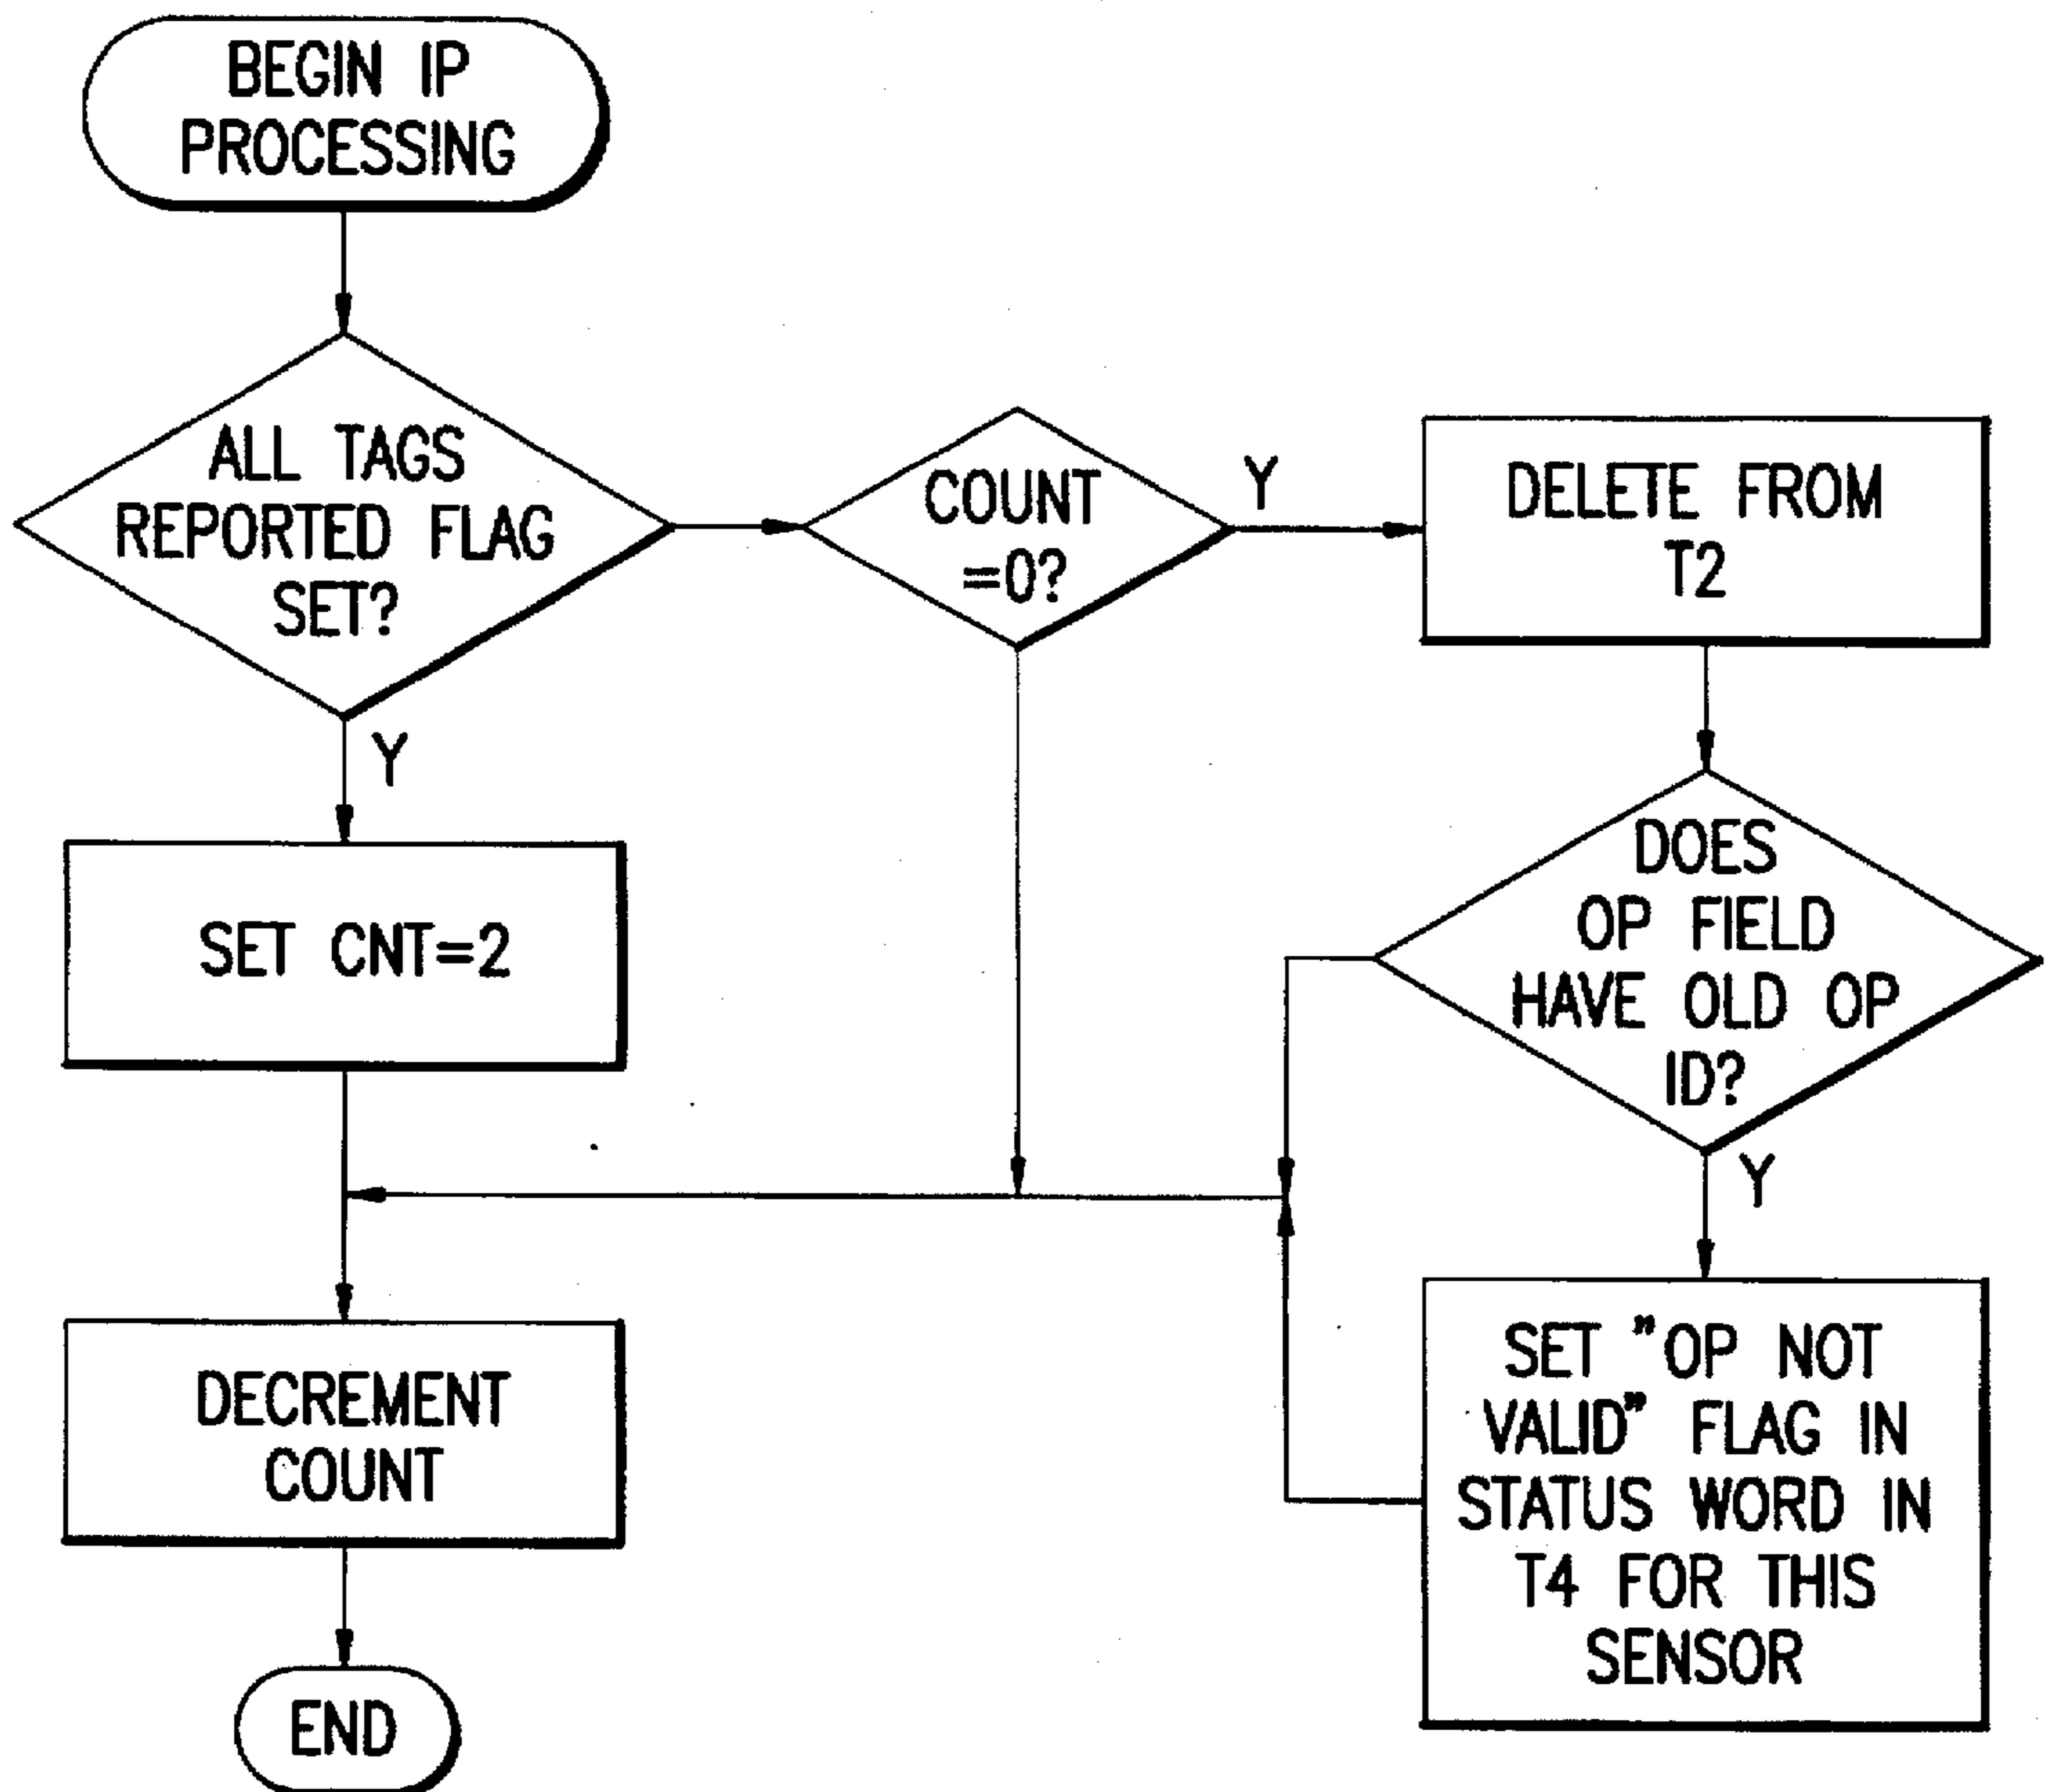 BEGIN IP
PROCESSING
ALL TAGS
REPORTED FLAG
SET?
COUNT
=0?
Y
DELETE FROM
T2
Y
SET CNT=2
DOES
OP FIELD
HAVE OLD OP
ID?
Y
DECREMENT
COUNT
SET "OP NOT
VALID" FLAG IN
STATUS WORD IN
T4 FOR THIS
SENSOR
END